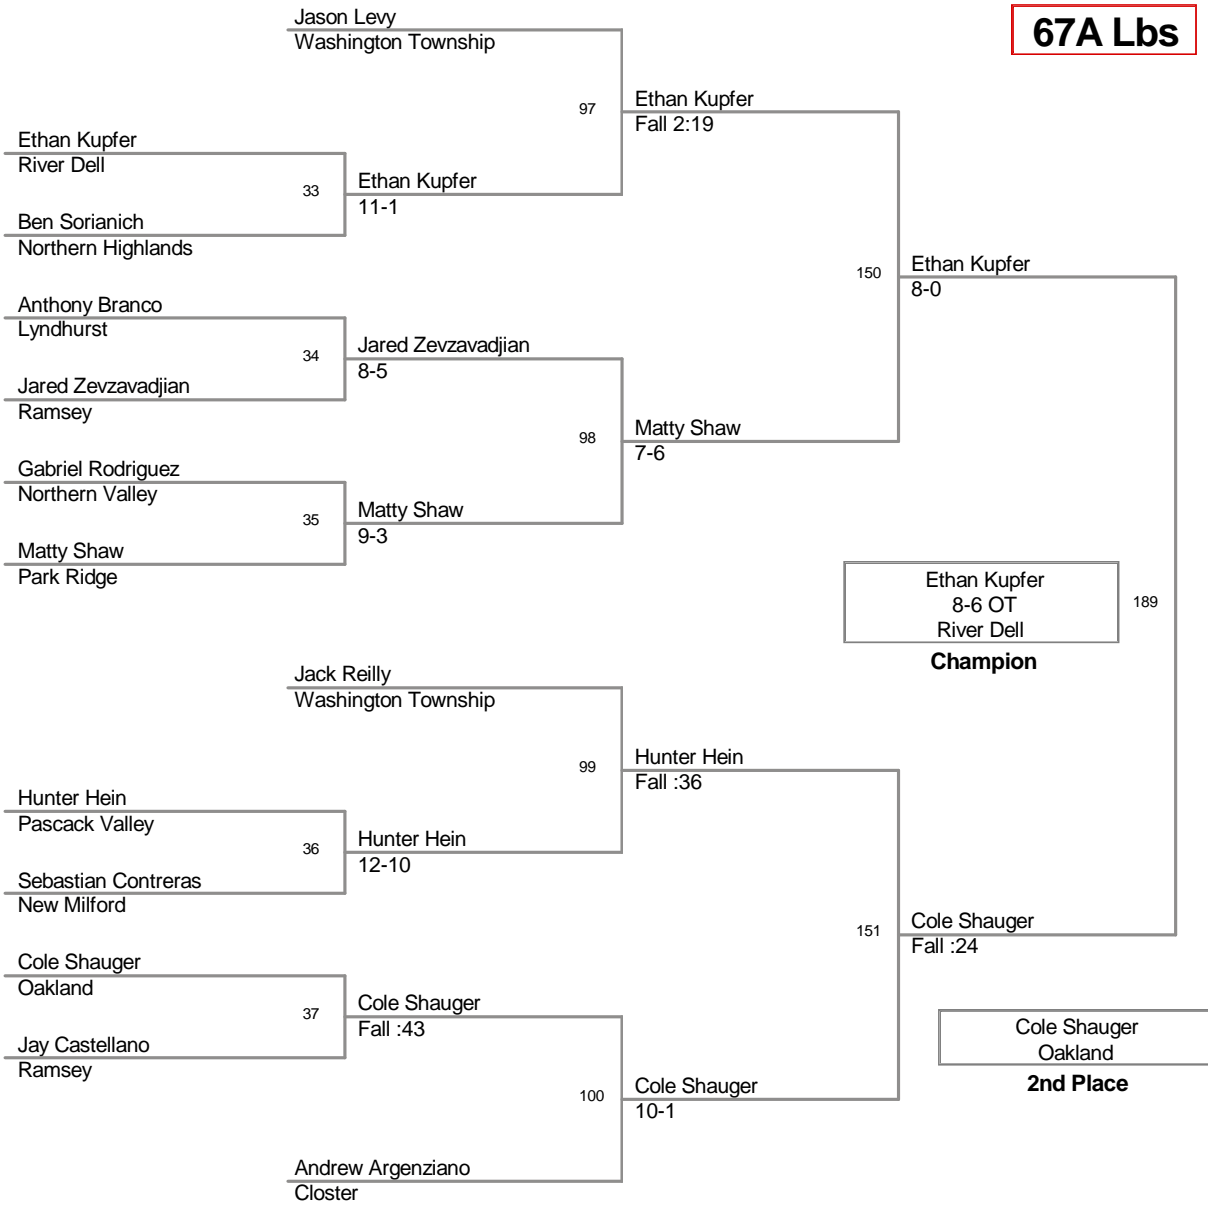 Jason Levy
Washington Township
67A Lbs
97
Ethan Kupfer
Fall 2:19
Ethan Kupfer
River Dell
33
Ethan Kupfer
11-1
Ben Sorianich
Northern Highlands
150
Ethan Kupfer
8-0
Anthony Branco
Lyndhurst
34
Jared Zevzavadjian
8-5
Jared Zevzavadjian
Ramsey
98
Matty Shaw
7-6
Gabriel Rodriguez
Northern Valley
35
Matty Shaw
9-3
Matty Shaw
Park Ridge
Ethan Kupfer
8-6 OT
River Dell
Champion
189
Jack Reilly
Washington Township
99
Hunter Hein
Fall :36
Hunter Hein
Pascack Valley
36
Hunter Hein
12-10
Sebastian Contreras
New Milford
151
Cole Shauger
Fall :24
Cole Shauger
Oakland
37
Cole Shauger
Fall :43
Jay Castellano
Ramsey
Cole Shauger
Oakland
2nd Place
100
Cole Shauger
10-1
Andrew Argenziano
Closter